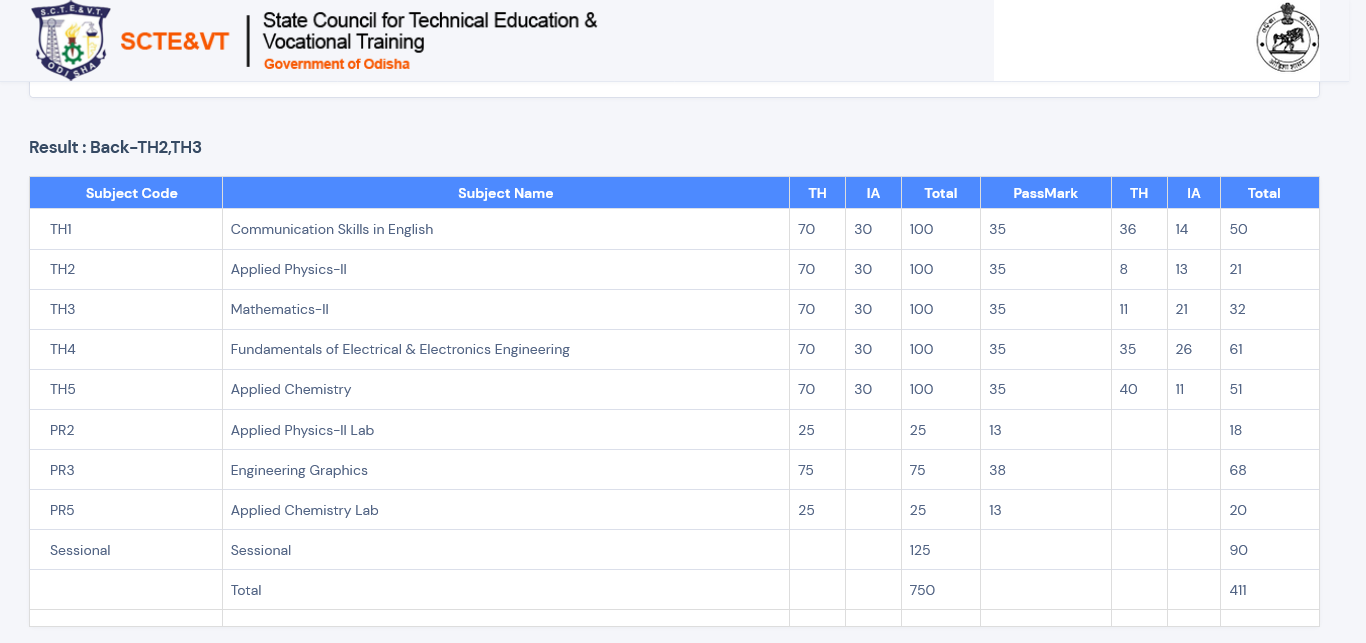 S.C.T.E.&V.T.
ODISHA
SCTE&VT
State Council for Technical Education &
Vocational Training
Government of Odisha
Result : Back-TH2,TH3
Subject Code Subject Name TH IA Total PassMark TH IA Total
TH1 Communication Skills in English 70 30 100 35 36 14 50
TH2 Applied Physics-II 70 30 100 35 8 13 21
TH3 Mathematics-II 70 30 100 35 11 21 32
TH4 Fundamentals of Electrical & Electronics Engineering 70 30 100 35 35 26 61
TH5 Applied Chemistry 70 30 100 35 40 11 51
PR2 Applied Physics-II Lab 25 25 13 18
PR3 Engineering Graphics 75 75 38 68
PR5 Applied Chemistry Lab 25 25 13 20
Sessional Sessional 125 90
Total 750 411